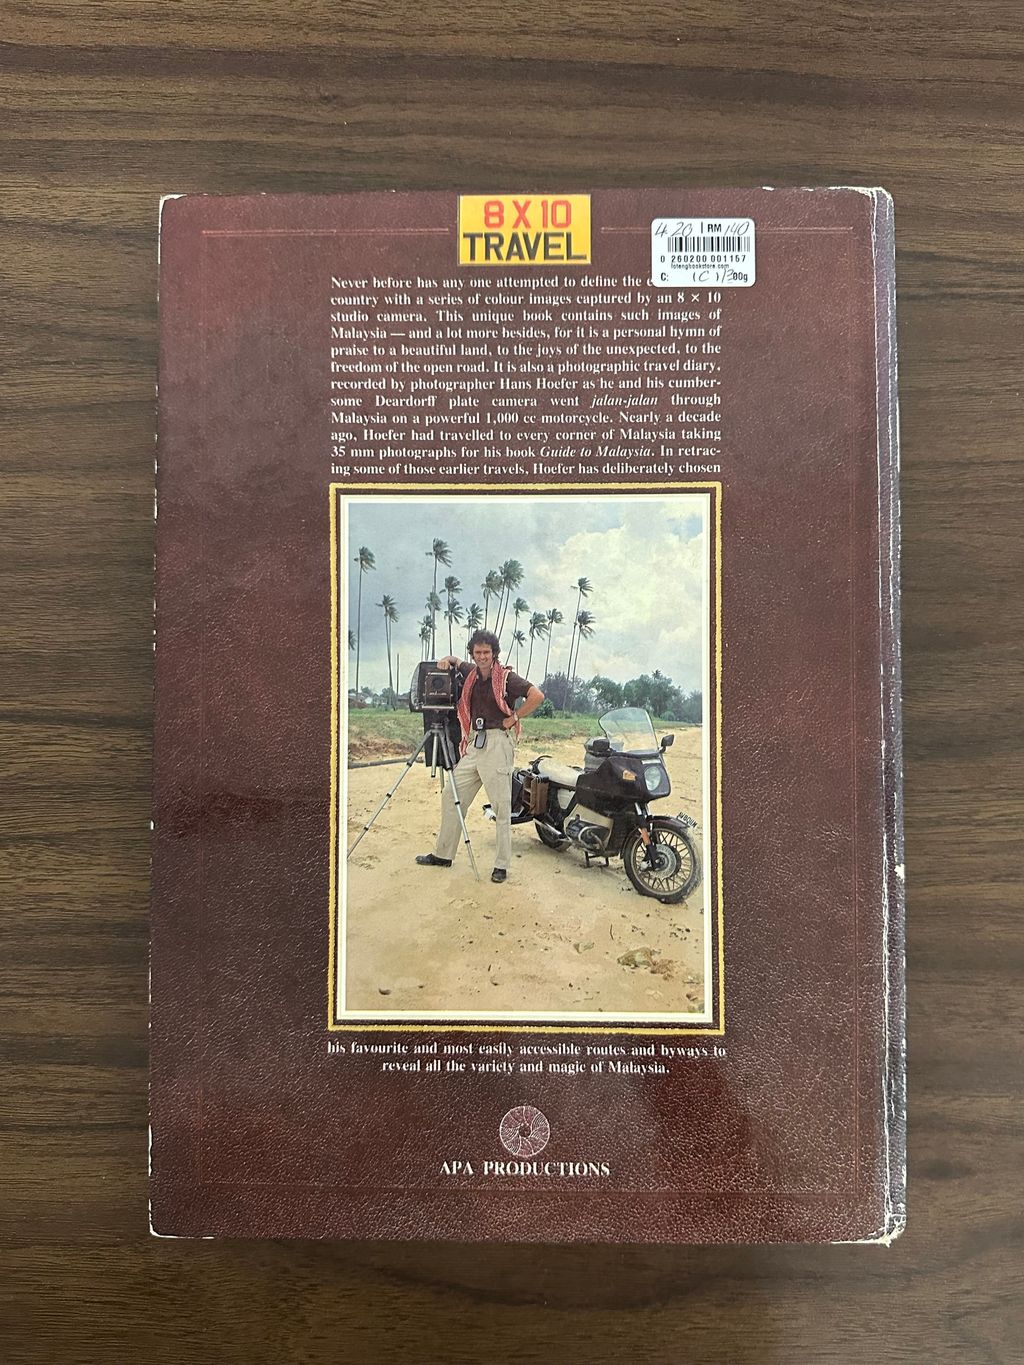 8 X 10
TRAVEL
4.20 | RM 140
0 260200 001157
lotengbookstore.com
C:
00g
Never before has any one attempted to define the
country with a series of colour images captured by an 8 × 10
studio camera. This unique book contains such images of
Malaysia — and a lot more besides, for it is a personal hymn of
praise to a beautiful land, to the joys of the unexpected, to the
freedom of the open road. It is also a photographic travel diary,
recorded by photographer Hans Hoefer as he and his cumber-
some Deardorff plate camera went jalan-jalan through
Malaysia on a powerful 1,000 cc motorcycle. Nearly a decade
ago, Hoefer had travelled to every corner of Malaysia taking
35 mm photographs for his book Guide to Malaysia. In retrac-
ing some of those earlier travels, Hoefer has deliberately chosen
his favourite and most easily accessible routes and byways to
reveal all the variety and magic of Malaysia.
APA PRODUCTIONS